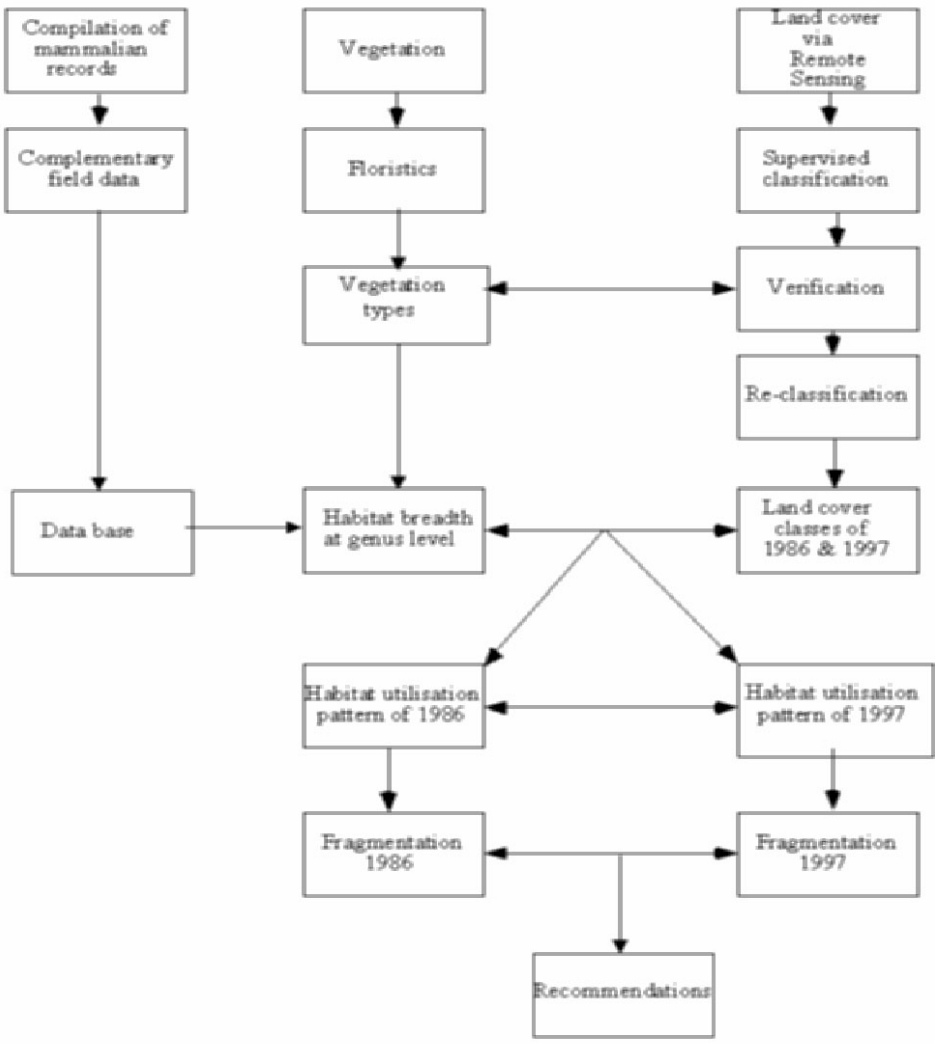 Compilation of
mammalian
records
Vegetation
Land cover
via
Remote
Sensing
Complementary
field data
Floristics
Supervised
classification
Vegetation
types
Verification
Re-classification
Data base
Habitat breadth
at genus level
Land cover
classes of
1986 & 1997
Habitat utilisation
pattern of 1986
Habitat utilisation
pattern of 1997
Fragmentation
1986
Fragmentation
1997
Recommendations